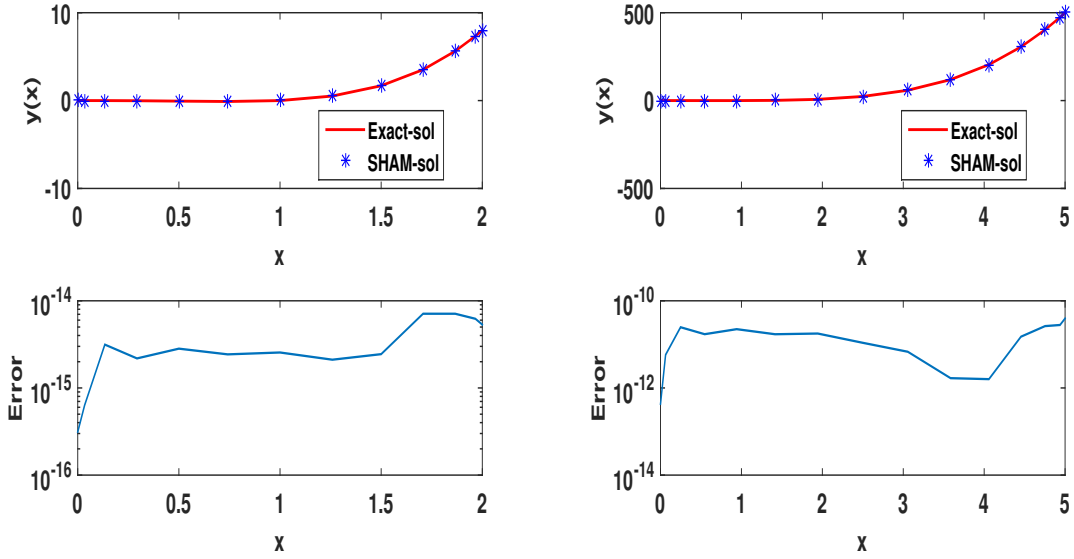 10
0
-10
y(x)
Exact-sol
SHAM-sol
0 0.5 1 1.5 2
x
500
0
-500
y(x)
Exact-sol
SHAM-sol
0 1 2 3 4 5
x
10^-14
10^-15
10^-16
Error
0 0.5 1 1.5 2
x
10^-10
10^-12
10^-14
Error
0 1 2 3 4 5
x